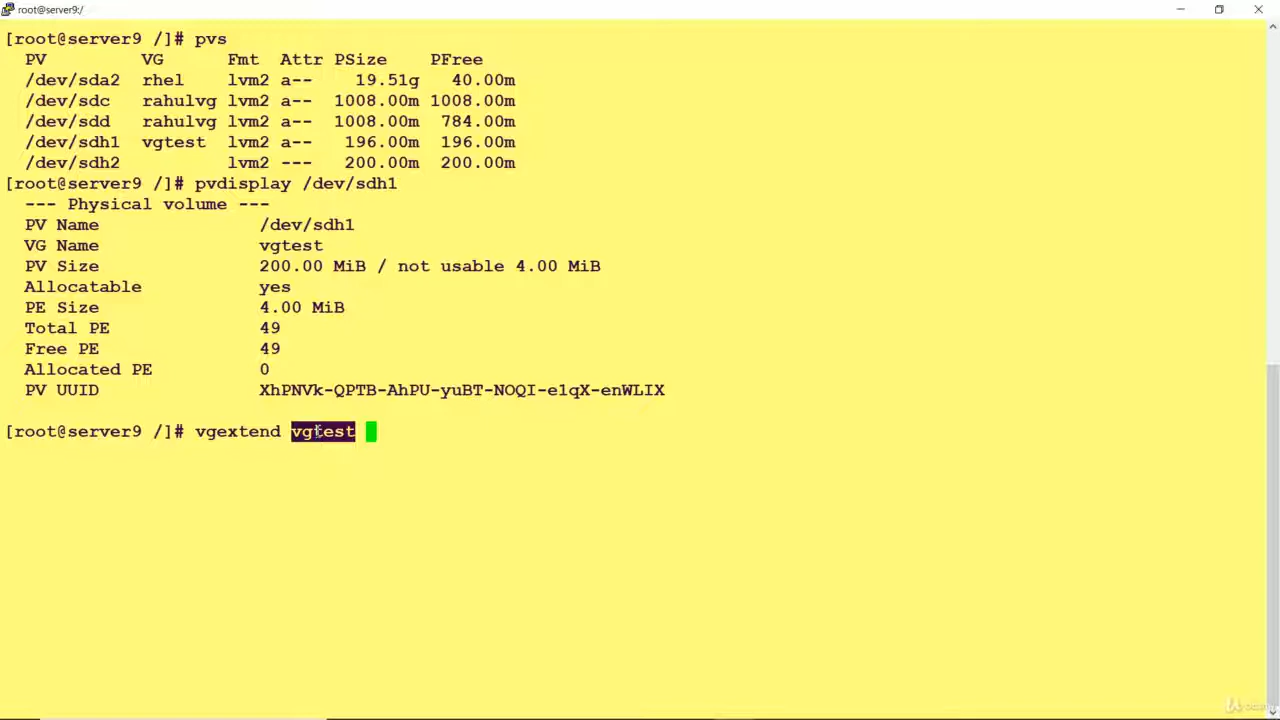 root@server9:/
[root@server9 /]# pvs
PV VG Fmt Attr PSize PFree
/dev/sda2 rhel lvm2 a-- 19.51g 40.00m
/dev/sdc rahulvg lvm2 a-- 1008.00m 1008.00m
/dev/sdd rahulvg lvm2 a-- 1008.00m 784.00m
/dev/sdh1 vgtest lvm2 a-- 196.00m 196.00m
/dev/sdh2 lvm2 --- 200.00m 200.00m
[root@server9 /]# pvdisplay /dev/sdh1
--- Physical volume ---
PV Name /dev/sdh1
VG Name vgtest
PV Size 200.00 MiB / not usable 4.00 MiB
Allocatable yes
PE Size 4.00 MiB
Total PE 49
Free PE 49
Allocated PE 0
PV UUID XhPNVk-QPTB-AhPU-yuBT-NOQI-e1qX-enWLIX
[root@server9 /]# vgextend vgtest